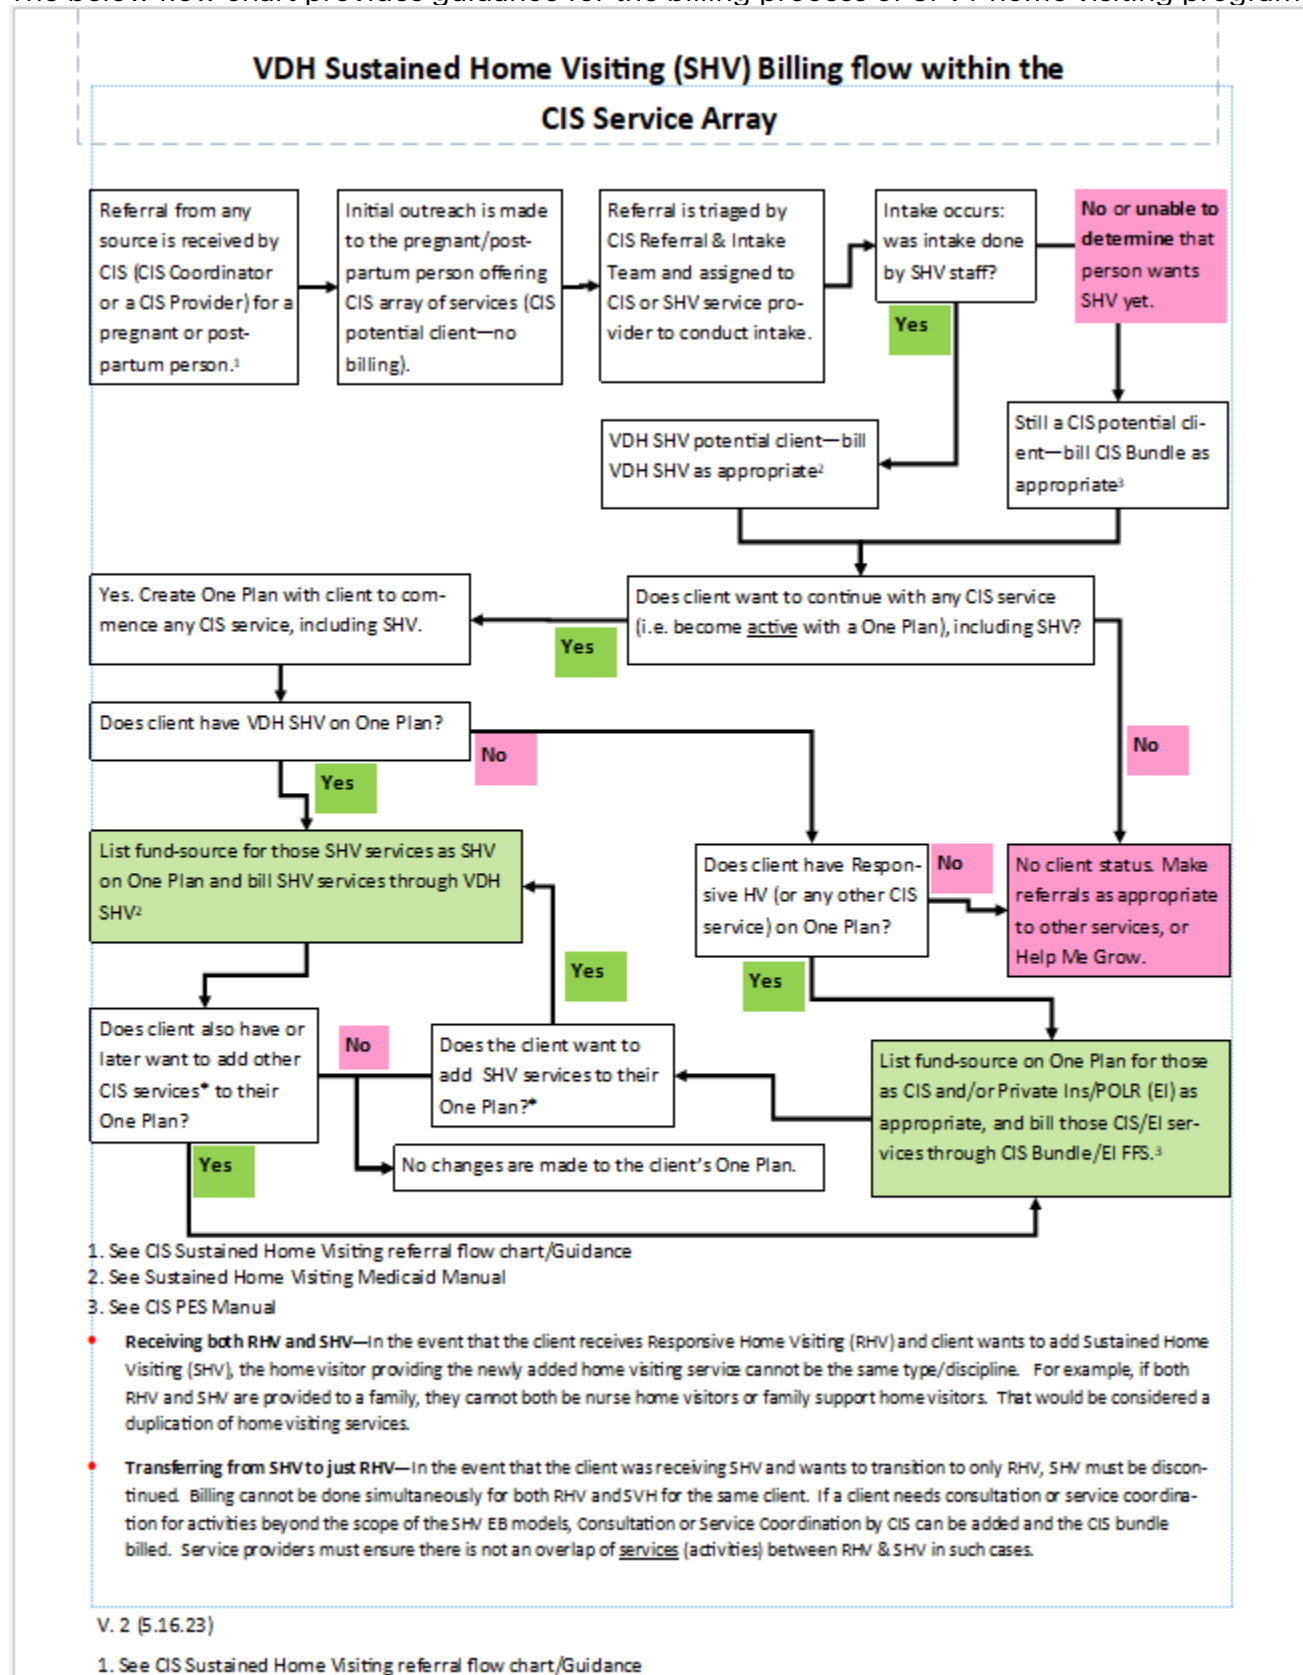 The below flow chart provides guidance for the billing process of
home visiting program
VDH Sustained Home Visiting (SHV) Billing flow within the
CIS Service Array
Referral from any
source is received by
CIS (CIS Coordinator
or a CIS Provider) for a
pregnant or post-
partum person.¹
Initial outreach is made
to the pregnant/post-
partum person offering
CIS array of services (CIS
potential client—no
billing).
Referral is triaged by
CIS Referral & Intake
Team and assigned to
CIS or SHV service pro-
vider to conduct intake.
Intake occurs:
was intake done
by SHV staff?
No or unable to
determine that
person wants
SHV yet.
Yes
VDH SHV potential client—bill
VDH SHV as appropriate²
Still a CIS potential cli-
ent—bill CIS Bundle as
appropriate³
Yes. Create One Plan with client to com-
mence any CIS service, including SHV.
Does client want to continue with any CIS service
(i.e. become active with a One Plan), including SHV?
Yes
Does client have VDH SHV on One Plan?
No
No
Yes
List fund-source for those SHV services as SHV
on One Plan and bill SHV services through VDH
SHV²
Does client have Respon-
sive HV (or any other CIS
service) on One Plan?
No
No client status. Make
referrals as appropriate
to other services, or
Help Me Grow.
Yes
Yes
Does client also have or
later want to add other
CIS services* to their
One Plan?
No
Does the client want to
add SHV services to their
One Plan?*
List fund-source on One Plan for those
as CIS and/or Private Ins/POLR (EI) as
appropriate, and bill those CIS/EI ser-
vices through CIS Bundle/EI FFS.³
Yes
No changes are made to the client's One Plan.
1. See CIS Sustained Home Visiting referral flow chart/Guidance
2. See Sustained Home Visiting Medicaid Manual
3. See CIS PES Manual
• Receiving both RHV and SHV—In the event that the client receives Responsive Home Visiting (RHV) and client wants to add Sustained Home
Visiting (SHV), the home visitor providing the newly added home visiting service cannot be the same type/discipline. For example, if both
RHV and SHV are provided to a family, they cannot both be nurse home visitors or family support home visitors. That would be considered a
duplication of home visiting services.
• Transferring from SHV to just RHV—In the event that the client was receiving SHV and wants to transition to only RHV, SHV must be discon-
tinued. Billing cannot be done simultaneously for both RHV and SVH for the same client. If a client needs consultation or service coordina-
tion for activities beyond the scope of the SHV EB models, Consultation or Service Coordination by CIS can be added and the CIS bundle
billed. Service providers must ensure there is not an overlap of services (activities) between RHV & SHV in such cases.
V. 2 (5.16.23)
1. See CIS Sustained Home Visiting referral flow chart/Guidance